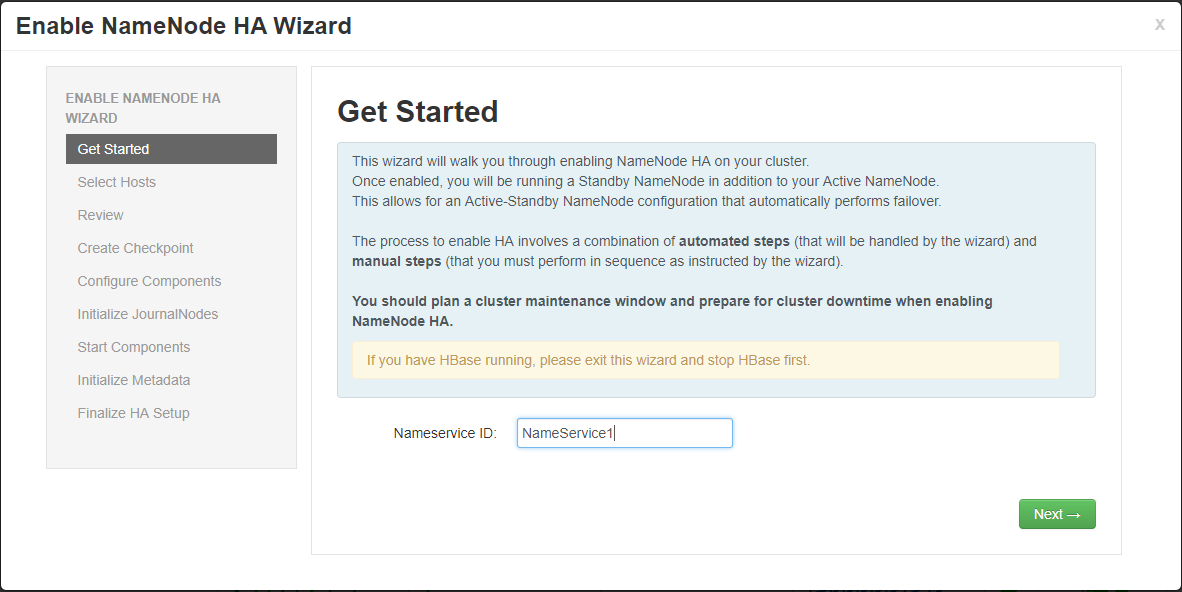 Enable NameNode HA Wizard
X
ENABLE NAMENODE HA
WIZARD
Get Started
Select Hosts
Review
Create Checkpoint
Configure Components
Initialize JournalNodes
Start Components
Initialize Metadata
Finalize HA Setup
Get Started
This wizard will walk you through enabling NameNode HA on your cluster.
Once enabled, you will be running a Standby NameNode in addition to your Active NameNode.
This allows for an Active-Standby NameNode configuration that automatically performs failover.
The process to enable HA involves a combination of automated steps (that will be handled by the wizard) and
manual steps (that you must perform in sequence as instructed by the wizard).
You should plan a cluster maintenance window and prepare for cluster downtime when enabling
NameNode HA.
If you have HBase running, please exit this wizard and stop HBase first.
Nameservice ID: NameService1
Next →